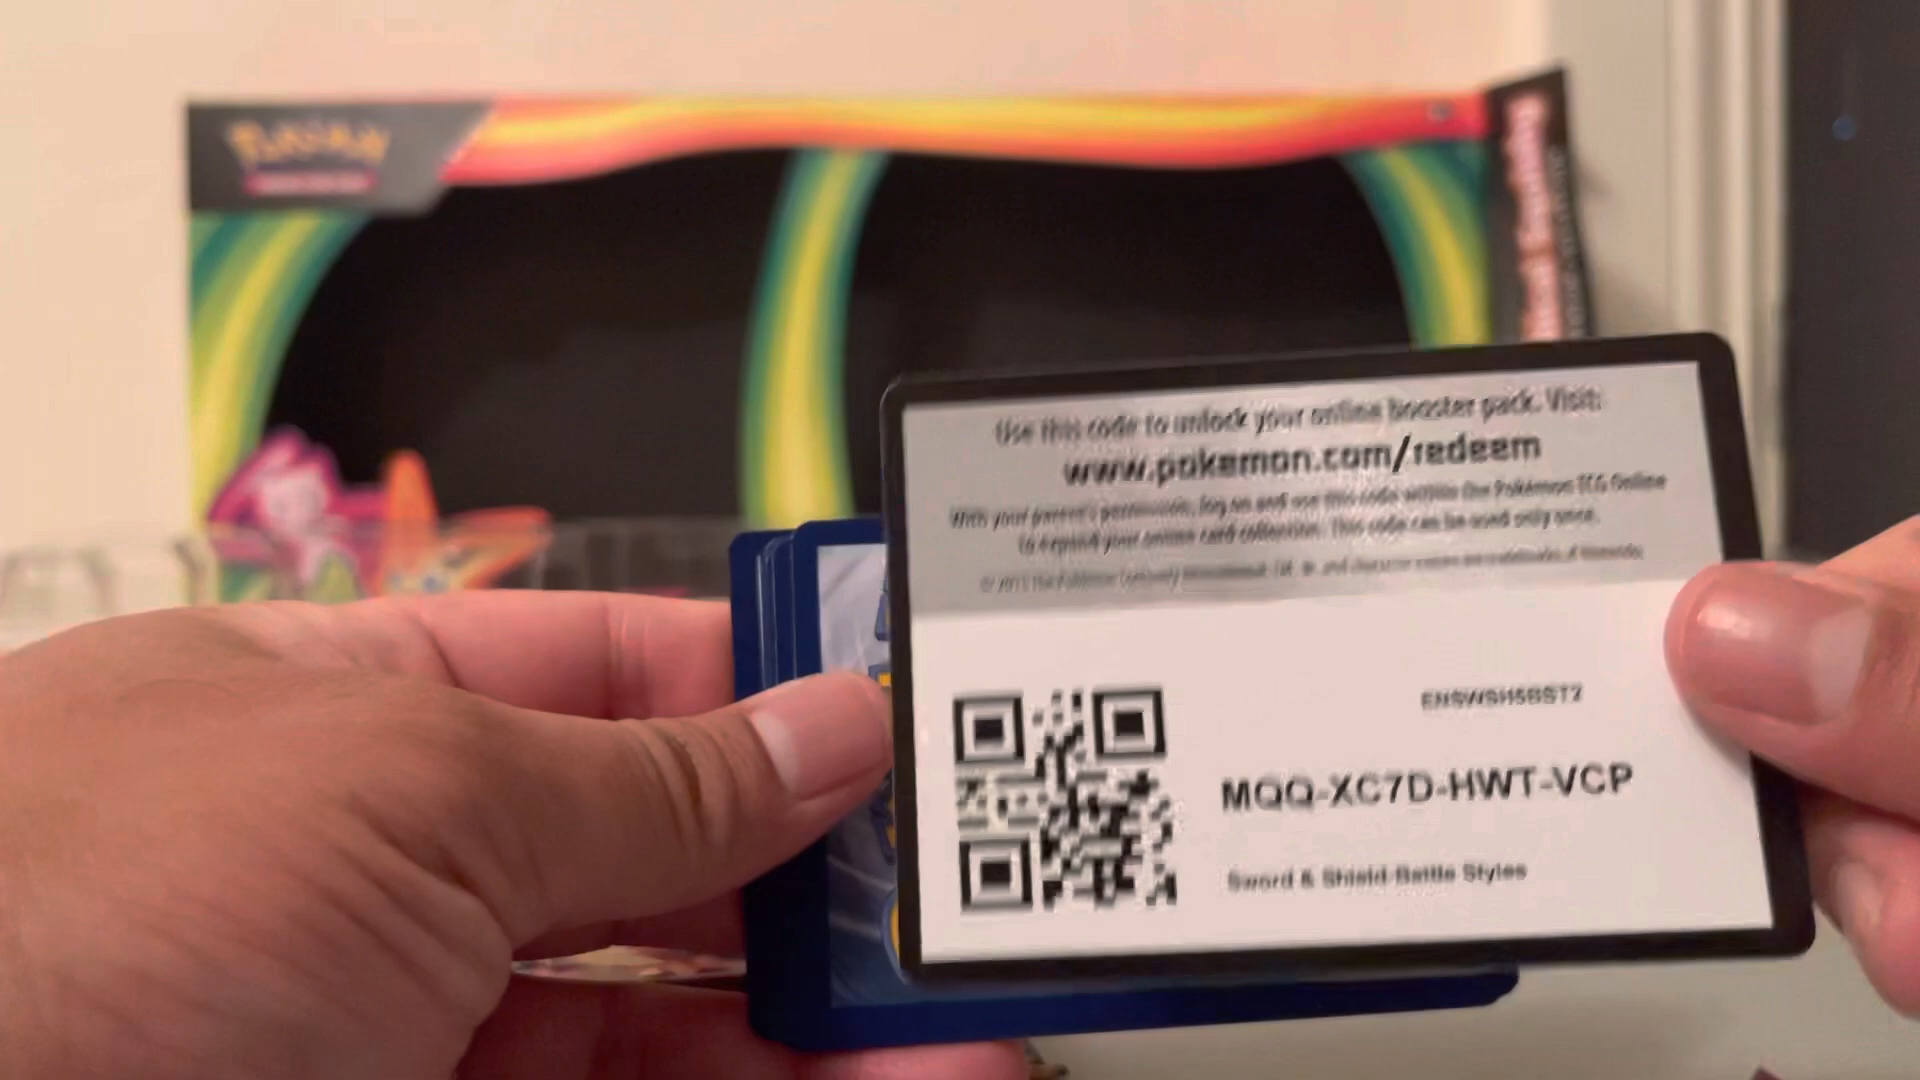 POKÉMON
Use this code to unlock your online booster pack. Visit:
www.pokemon.com/redeem
With your parent's permission, log on and use this code within the Pokémon TCG Online
to expand your online card collection. This code can be used only once.
ENSWSH5BST2
MQQ-XC7D-HWT-VCP
Sword & Shield-Battle Styles